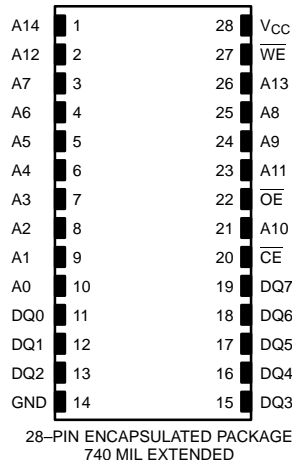 A14 1 28 VCC
A12 2 27 WE
A7 3 26 A13
A6 4 25 A8
A5 5 24 A9
A4 6 23 A11
A3 7 22 OE
A2 8 21 A10
A1 9 20 CE
A0 10 19 DQ7
DQ0 11 18 DQ6
DQ1 12 17 DQ5
DQ2 13 16 DQ4
GND 14 15 DQ3
28–PIN ENCAPSULATED PACKAGE
740 MIL EXTENDED